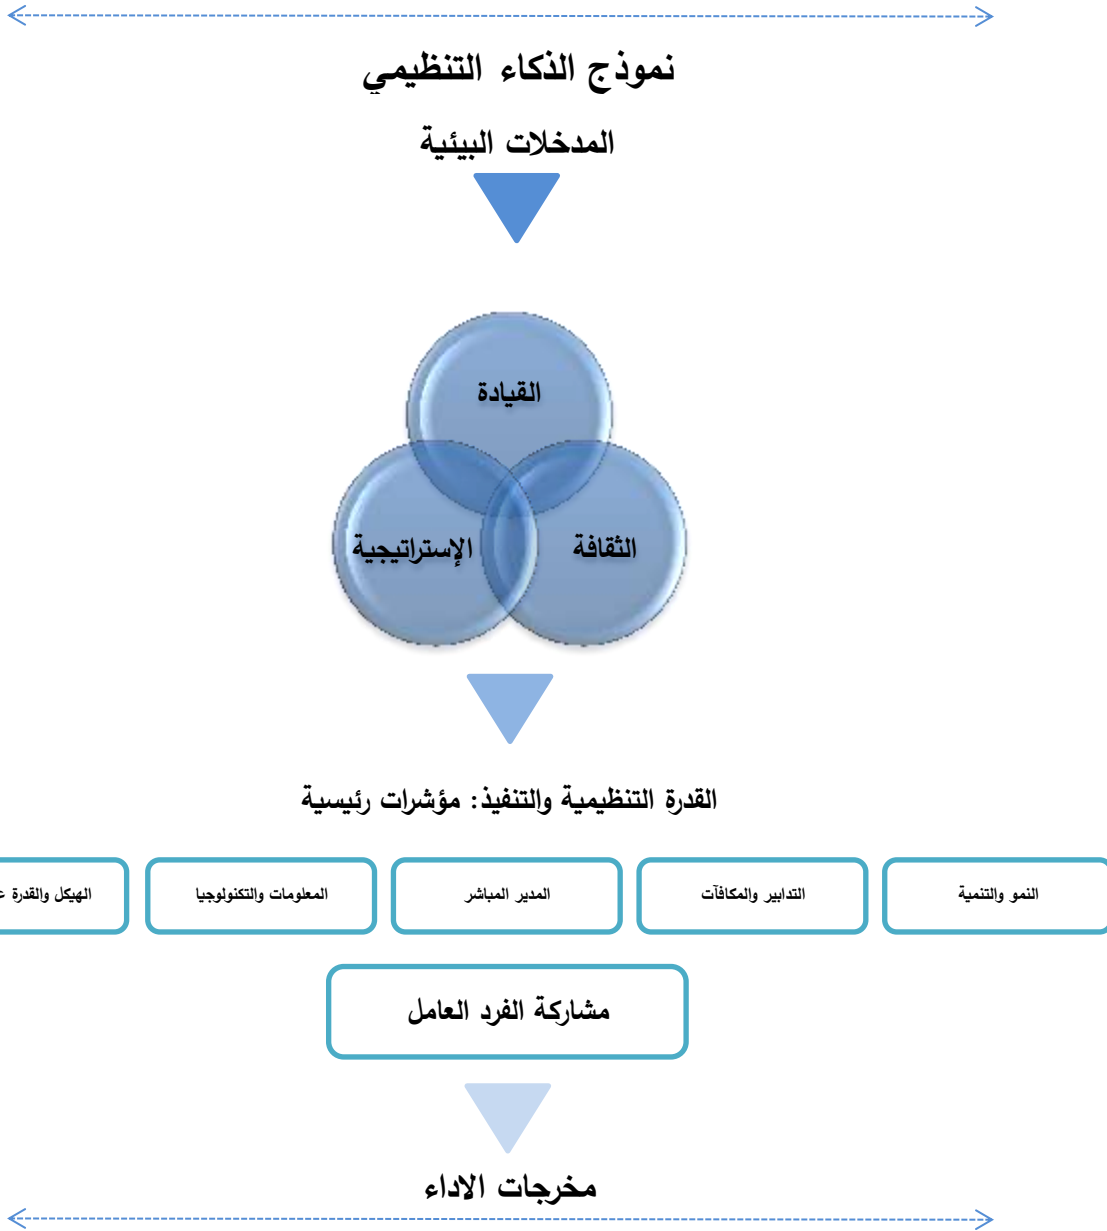 نموذج الذكاء التنظيمي
المدخلات البيئية
القيادة
الثقافة
الإستراتيجية
القدرة التنظيمية والتنفيذ: مؤشرات رئيسية
النمو والتنمية
التدابير والمكافآت
المدير المباشر
المعلومات والتكنولوجيا
الهيكل والقدرة
مشاركة الفرد العامل
مخرجات الاداء